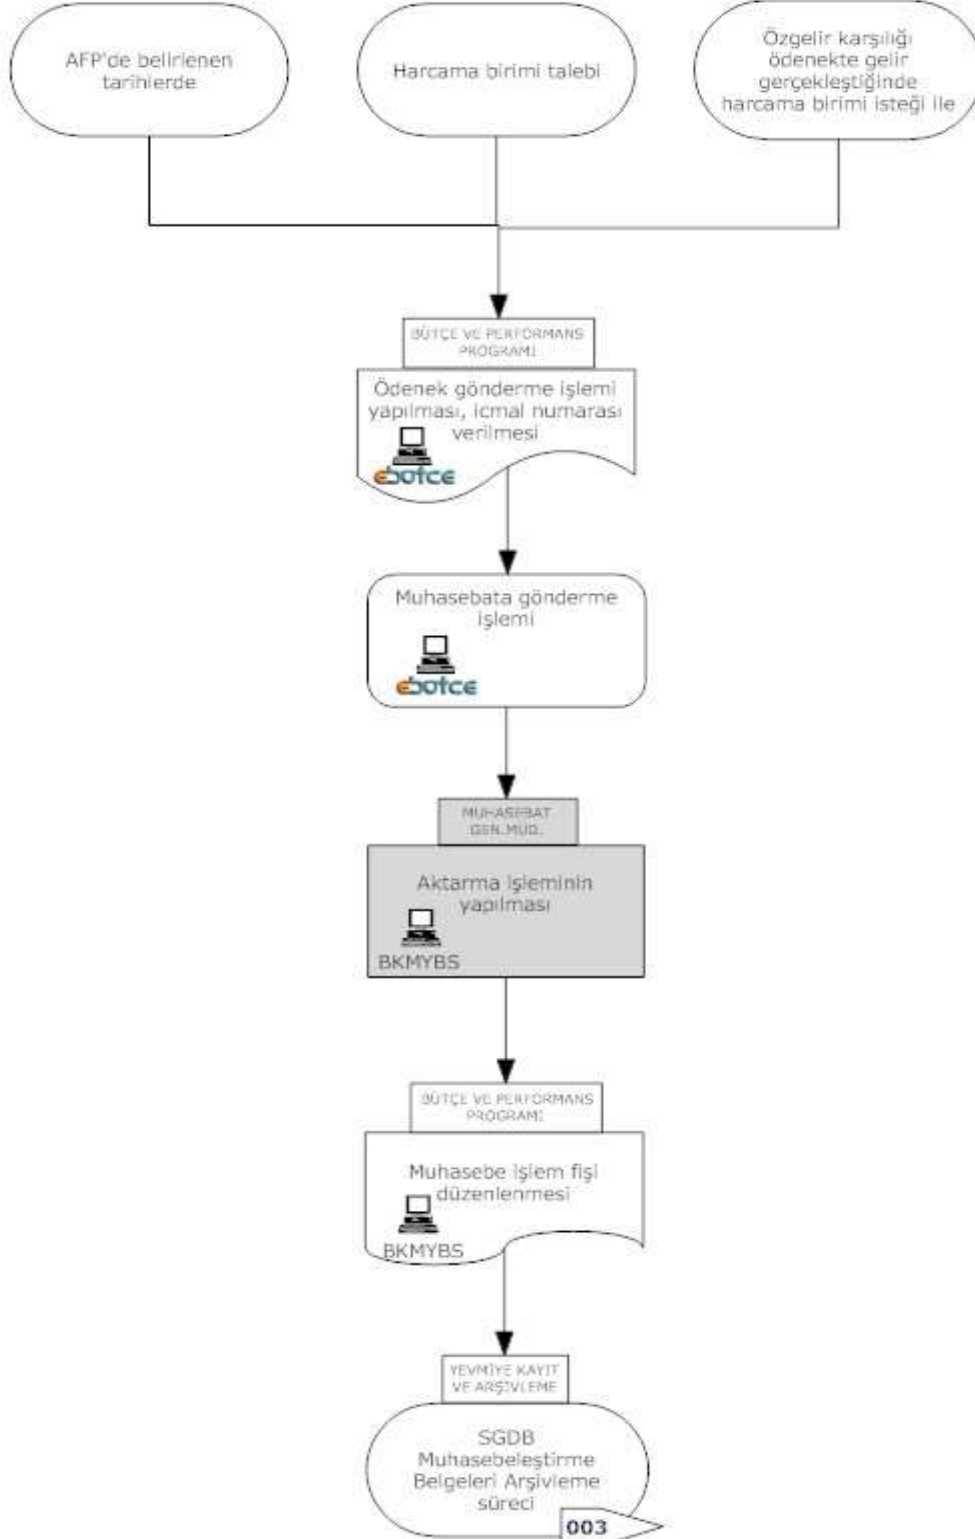 AFP'de belirlenen
tarihlerde
Harcama birimi talebi
Özgelir karşılığı
ödenekte gelir
gerçekleştiğinde
harcama birimi isteği ile
BÜTÇE VE PERFORMANS
PROGRAMI
Ödenek gönderme işlemi
yapılması, icmal numarası
verilmesi
ebütçe
Muhasebata gönderme
işlemi
ebütçe
MUHASEBAT
GEN.MÜD.
Aktarma işleminin
yapılması
BKMYBS
BÜTÇE VE PERFORMANS
PROGRAMI
Muhasebe işlem fişi
düzenlenmesi
BKMYBS
YEVMİYE KAYIT
VE ARŞİVLEME
SGDB
Muhasebeleştirme
Belgeleri Arşivleme
süreci
003